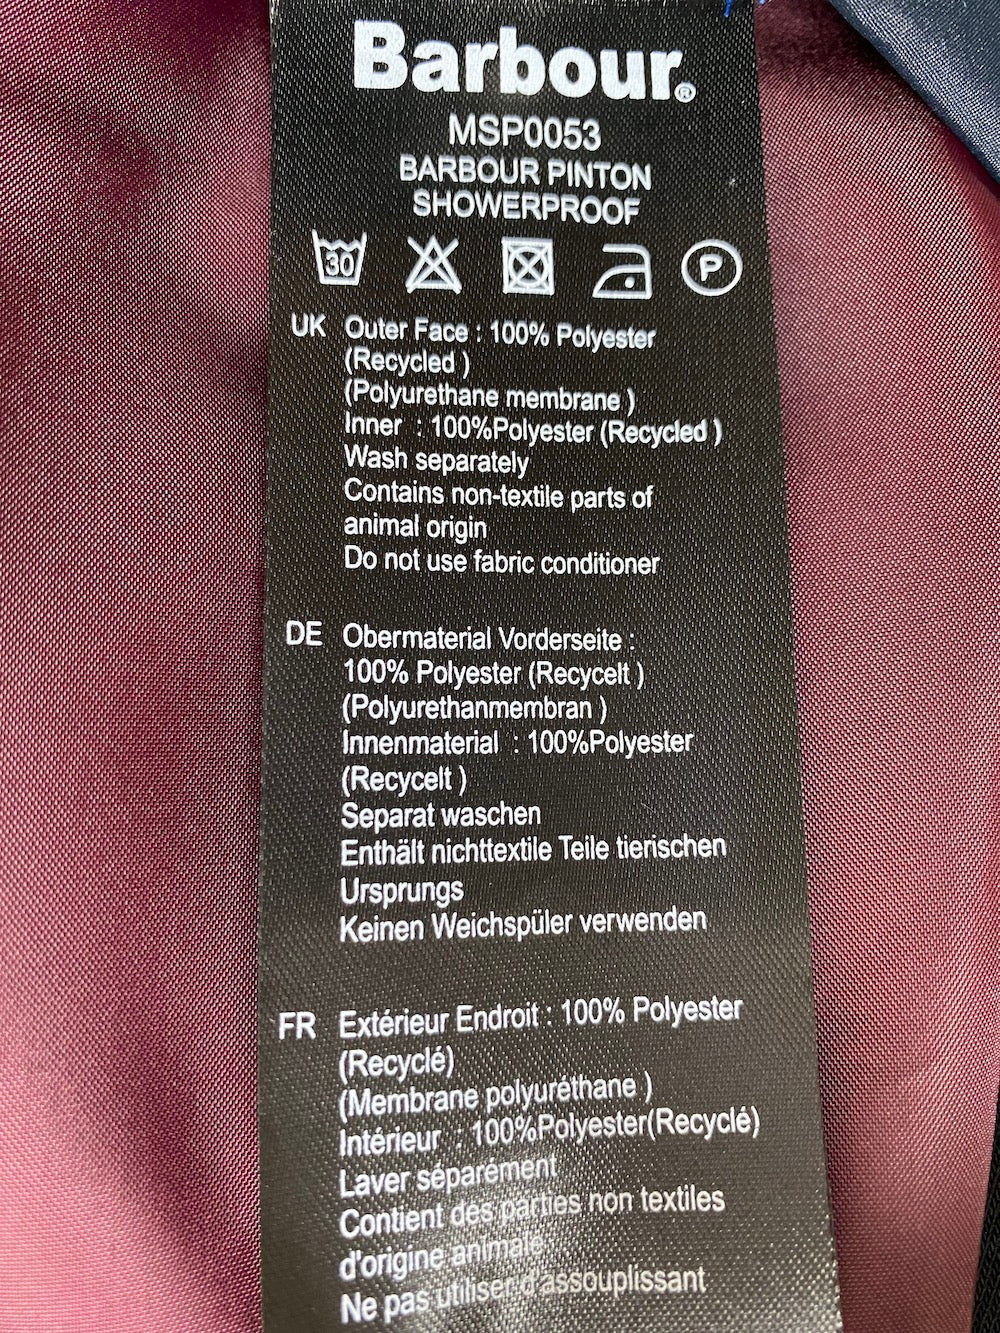 Barbour®
MSP0053
BARBOUR PINTON
SHOWERPROOF
30 P
UK Outer Face : 100% Polyester
(Recycled )
(Polyurethane membrane )
Inner : 100%Polyester (Recycled )
Wash separately
Contains non-textile parts of
animal origin
Do not use fabric conditioner
DE Obermaterial Vorderseite :
100% Polyester (Recycelt )
(Polyurethanmembran )
Innenmaterial : 100%Polyester
(Recycelt )
Separat waschen
Enthält nichttextile Teile tierischen
Ursprungs
Keinen Weichspüler verwenden
FR Extérieur Endroit : 100% Polyester
(Recyclé)
(Membrane polyuréthane )
Intérieur : 100%Polyester(Recyclé)
Laver séparément
Contient des parties non textiles
d'origine animale
Ne pas utiliser d'assouplissant